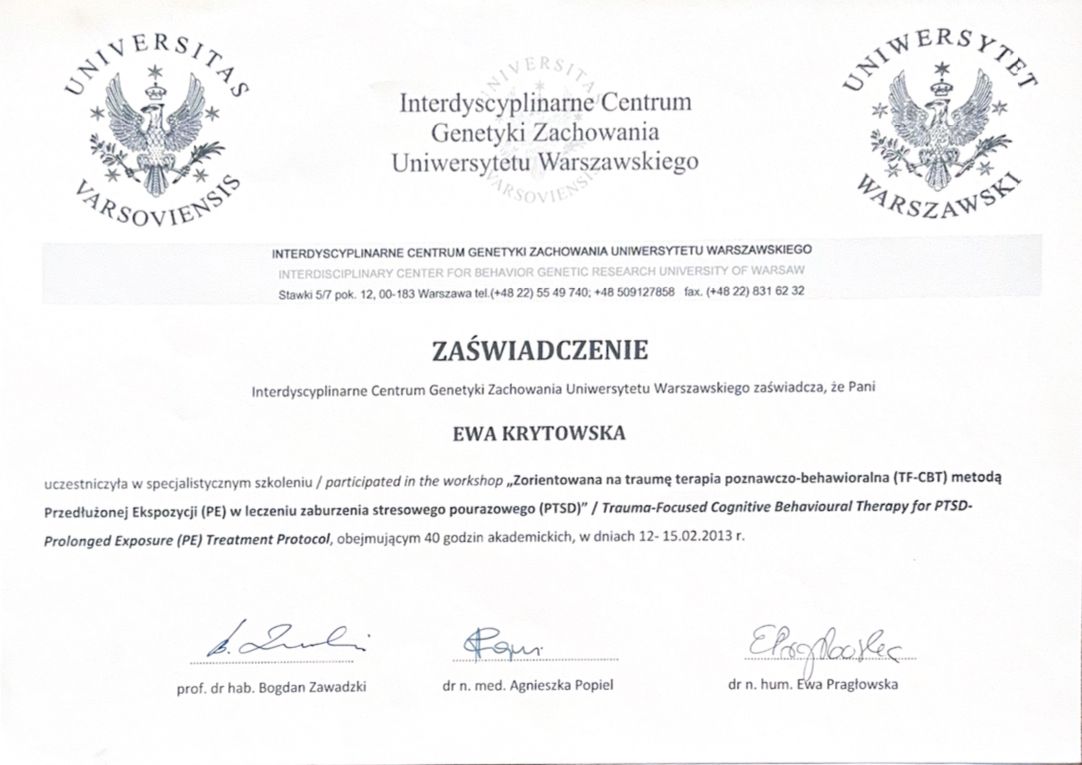 UNIVERSITAS VARSOVIENSIS
UNIVERSITAS VARSOVIENSIS
UNIWERSYTET WARSZAWSKI
Interdyscyplinarne Centrum
Genetyki Zachowania
Uniwersytetu Warszawskiego
INTERDYSCYPLINARNE CENTRUM GENETYKI ZACHOWANIA UNIWERSYTETU WARSZAWSKIEGO
INTERDISCIPLINARY CENTER FOR BEHAVIOR GENETIC RESEARCH UNIVERSITY OF WARSAW
Stawki 5/7 pok. 12, 00-183 Warszawa tel.(+48 22) 55 49 740; +48 509127858 fax. (+48 22) 831 62 32
ZAŚWIADCZENIE
Interdyscyplinarne Centrum Genetyki Zachowania Uniwersytetu Warszawskiego zaświadcza, że Pani
EWA KRYTOWSKA
uczestniczyła w specjalistycznym szkoleniu / participated in the workshop „Zorientowana na traumę terapia poznawczo-behawioralna (TF-CBT) metodą
Przedłużonej Ekspozycji (PE) w leczeniu zaburzenia stresowego pourazowego (PTSD)” / Trauma-Focused Cognitive Behavioural Therapy for PTSD-
Prolonged Exposure (PE) Treatment Protocol, obejmującym 40 godzin akademickich, w dniach 12- 15.02.2013 r.
prof. dr hab. Bogdan Zawadzki
dr n. med. Agnieszka Popiel
dr n. hum. Ewa Pragłowska